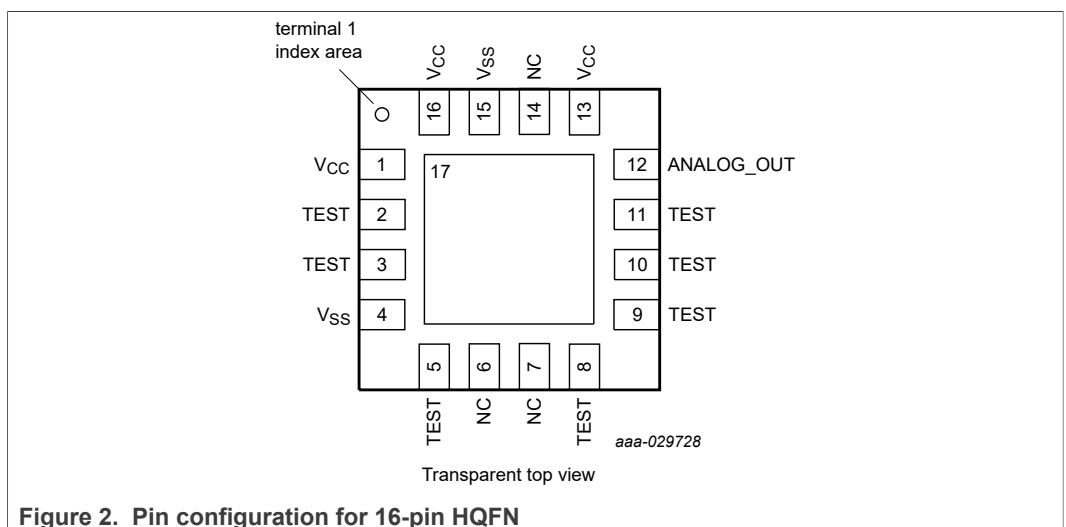 terminal 1
index area
VCC
VSS
NC
VCC
16
15
14
13
VCC 1
17
12 ANALOG_OUT
TEST 2
11 TEST
TEST 3
10 TEST
VSS 4
9 TEST
5
6
7
8
TEST
NC
NC
TEST
aaa-029728
Transparent top view
Figure 2. Pin configuration for 16-pin HQFN